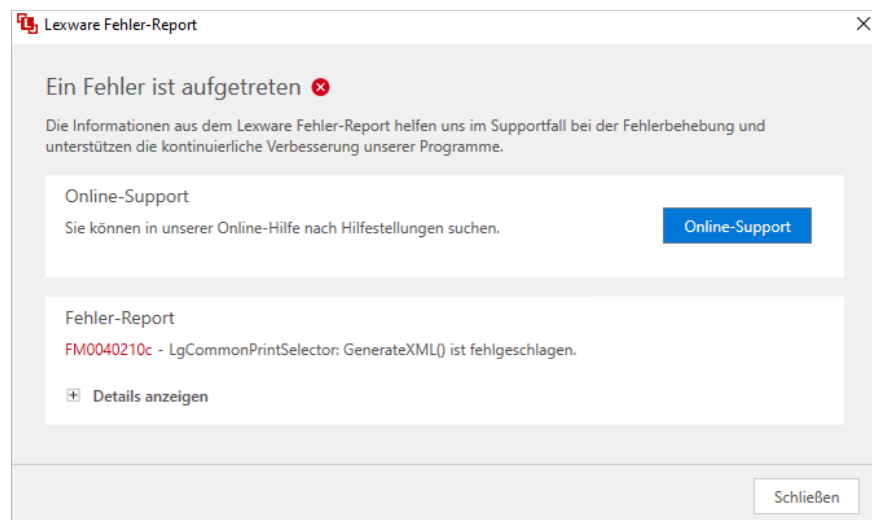 Lexware Fehler-Report
Ein Fehler ist aufgetreten
Die Informationen aus dem Lexware Fehler-Report helfen uns im Supportfall bei der Fehlerbehebung und
unterstützen die kontinuierliche Verbesserung unserer Programme.
Online-Support
Sie können in unserer Online-Hilfe nach Hilfestellungen suchen.
Online-Support
Fehler-Report
FM0040210c - LgCommonPrintSelector: GenerateXML() ist fehlgeschlagen.
Details anzeigen
Schließen